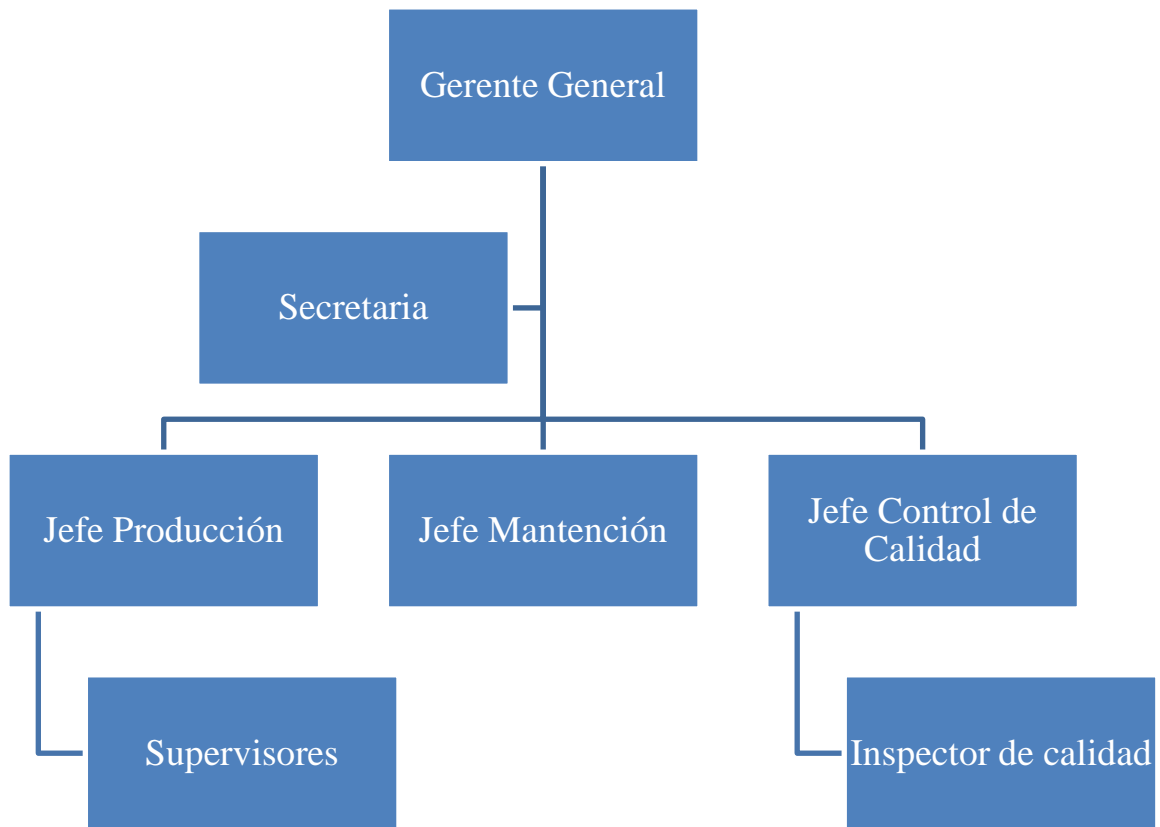 Gerente General
Secretaria
Jefe Producción
Jefe Mantención
Jefe Control de
Calidad
Supervisores
Inspector de calidad